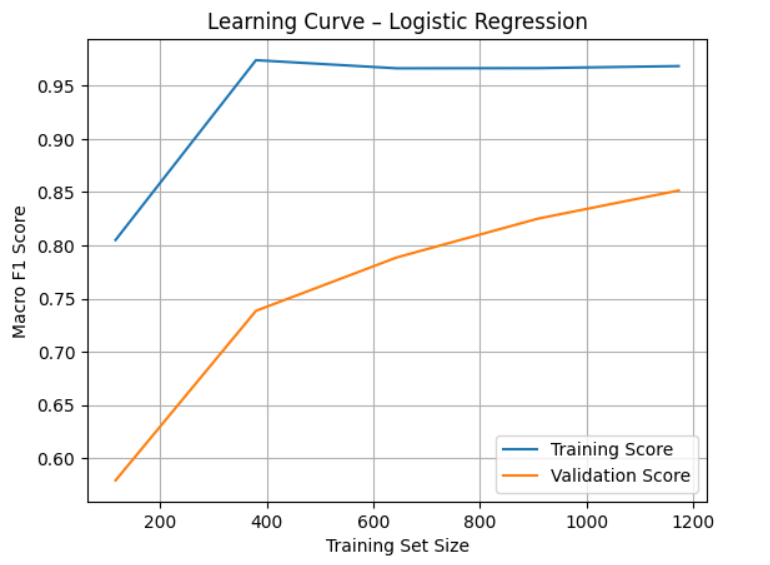 Learning Curve – Logistic Regression
Macro F1 Score
0.95
0.90
0.85
0.80
0.75
0.70
0.65
0.60
Training Score
Validation Score
200 400 600 800 1000 1200
Training Set Size